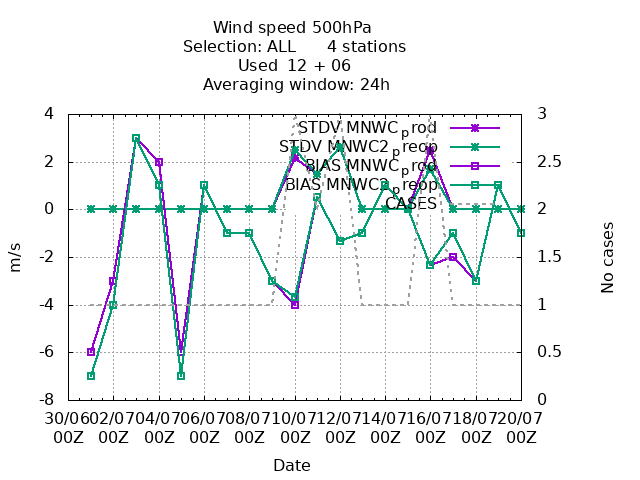 Wind speed 500hPa
Selection: ALL 4 stations
Used 12 + 06
Averaging window: 24h
4 3
STDV MNWC_prod
STDV MNWC2_preop
2 2.5
BIAS MNWC_prod
BIAS MNWC2_preop
CASES
0 2
-2 1.5
-4 1
-6 0.5
-8 0
m/s
No cases
30/06 02/07 04/07 06/07 08/07 10/07 12/07 14/07 16/07 18/07 20/07
00Z 00Z 00Z 00Z 00Z 00Z 00Z 00Z 00Z 00Z 00Z
Date